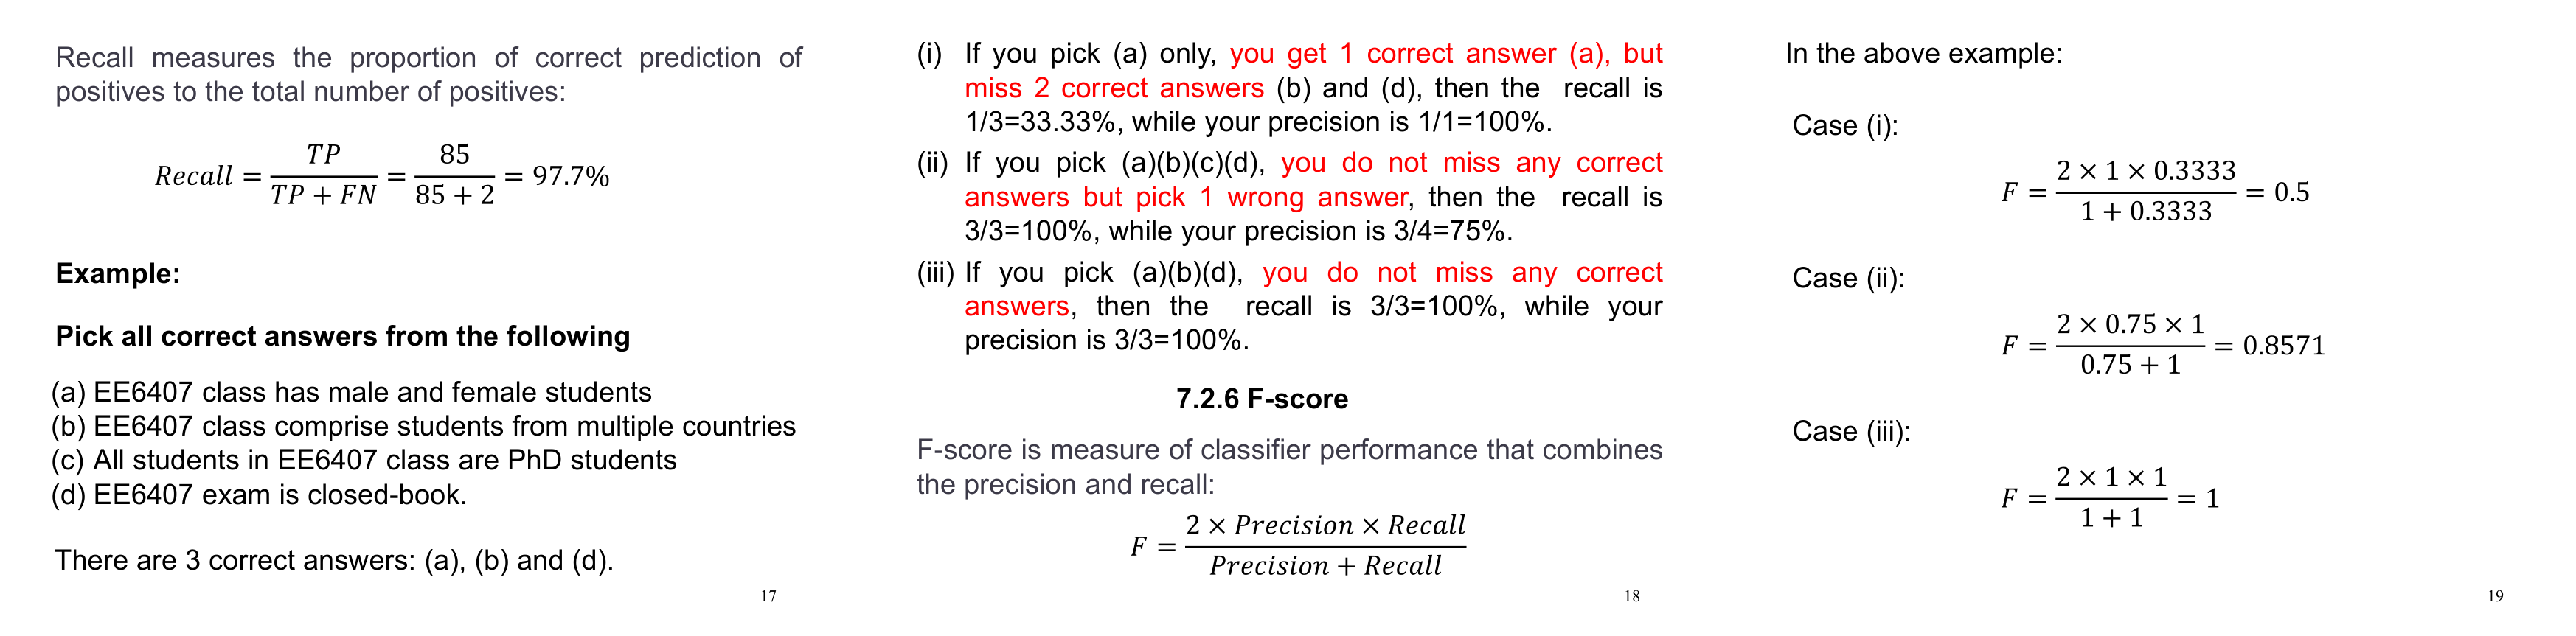 Recall measures the proportion of correct prediction of
positives to the total number of positives:
Recall = TP / (TP + FN) = 85 / (85 + 2) = 97.7%
Example:
Pick all correct answers from the following
(a) EE6407 class has male and female students
(b) EE6407 class comprise students from multiple countries
(c) All students in EE6407 class are PhD students
(d) EE6407 exam is closed-book.
There are 3 correct answers: (a), (b) and (d).
17
(i) If you pick (a) only, you get 1 correct answer (a), but
miss 2 correct answers (b) and (d), then the recall is
1/3=33.33%, while your precision is 1/1=100%.
(ii) If you pick (a)(b)(c)(d), you do not miss any correct
answers but pick 1 wrong answer, then the recall is
3/3=100%, while your precision is 3/4=75%.
(iii) If you pick (a)(b)(d), you do not miss any correct
answers, then the recall is 3/3=100%, while your
precision is 3/3=100%.
7.2.6 F-score
F-score is measure of classifier performance that combines
the precision and recall:
F = (2 × Precision × Recall) / (Precision + Recall)
18
In the above example:
Case (i):
F = (2 × 1 × 0.3333) / (1 + 0.3333) = 0.5
Case (ii):
F = (2 × 0.75 × 1) / (0.75 + 1) = 0.8571
Case (iii):
F = (2 × 1 × 1) / (1 + 1) = 1
19